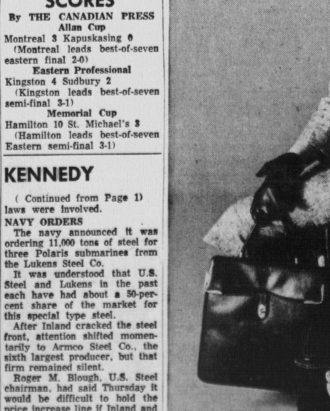 SCORES
By THE CANADIAN PRESS
Allan Cup
Montreal 3 Kapuskasing 0
(Montreal leads best-of-seven
eastern final 2-0)
Eastern Professional
Kingston 4 Sudbury 2
(Kingston leads best-of-seven
semi-final 3-1)
Memorial Cup
Hamilton 10 St. Michael's 3
(Hamilton leads best-of-seven
Eastern semi-final 3-1)
KENNEDY
( Continued from Page 1)
laws were involved.
NAVY ORDERS
The navy announced it was
ordering 11,000 tons of steel for
three Polaris submarines from
the Lukens Steel Co.
It was understood that U.S.
Steel and Lukens in the past
each have had about a 50-per-
cent share of the market for
this special type steel.
After Inland cracked the steel
front, attention shifted momen-
tarily to Armco Steel Co., the
sixth largest producer, but that
firm remained silent.
Roger M. Blough, U.S. Steel
chairman, had said Thursday it
would be difficult to hold the
price increase line if Inland and